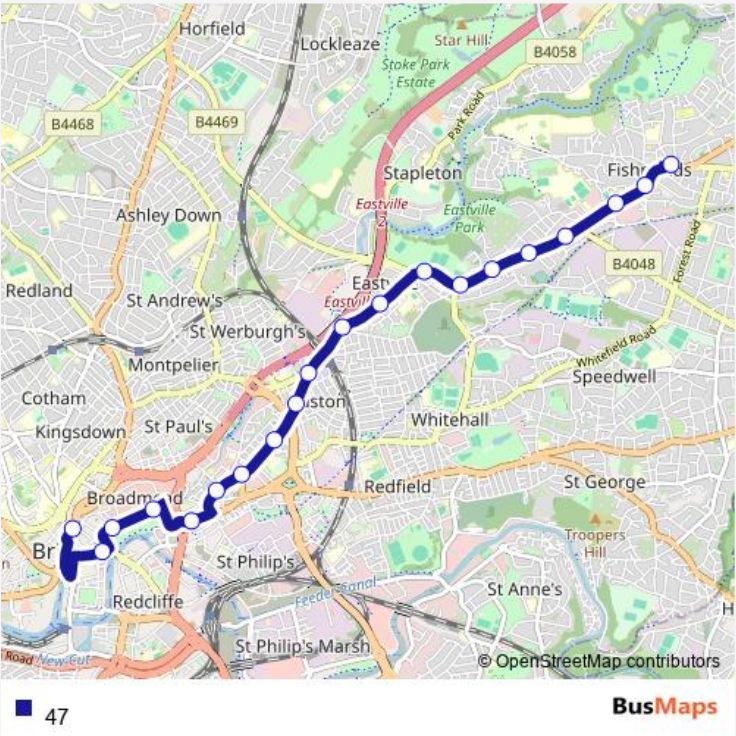 Horfield
Lockleaze
Star Hill
B4058
Stoke Park
Estate
B4468
B4469
Park Road
Stapleton
Ashley Down
Eastville
2
Eastville
Park
Forest Road
B4048
Redland
St Andrew's
St Werburgh's
Montpelier
Whitefield Road
Speedwell
Cotham
Kingsdown
St Paul's
Whitehall
Redfield
St George
Troopers
Hill
St Philip's
Feeder Canal
St Anne's
Redcliffe
St Philip's Marsh
Road
New Cut
© OpenStreetMap contributors
47
BusMaps